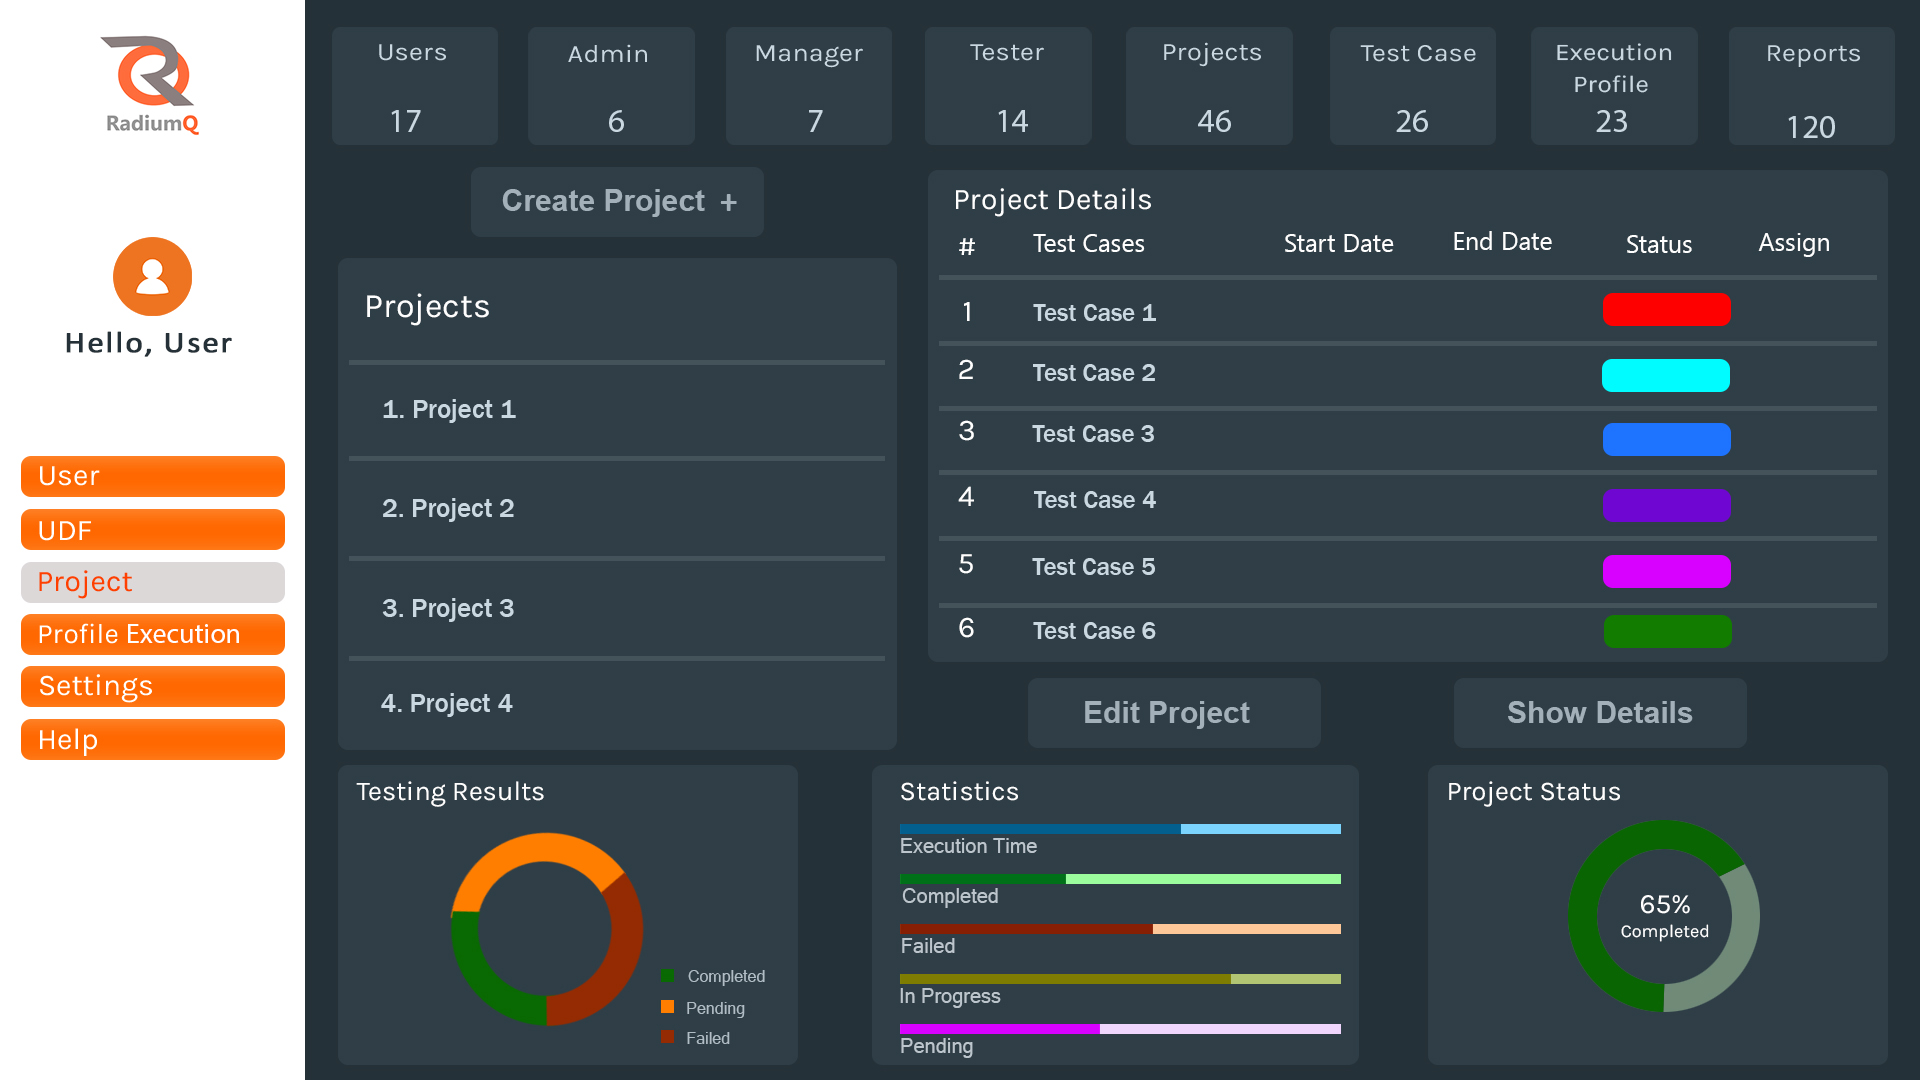 RadiumQ
Hello, User
User
UDF
Project
Profile Execution
Settings
Help
Users
17
Admin
6
Manager
7
Tester
14
Projects
46
Test Case
26
Execution
Profile
23
Reports
120
Create Project +
Projects
1. Project 1
2. Project 2
3. Project 3
4. Project 4
Project Details
# Test Cases Start Date End Date Status Assign
1 Test Case 1
2 Test Case 2
3 Test Case 3
4 Test Case 4
5 Test Case 5
6 Test Case 6
Edit Project
Show Details
Testing Results
Completed
Pending
Failed
Statistics
Execution Time
Completed
Failed
In Progress
Pending
Project Status
65%
Completed